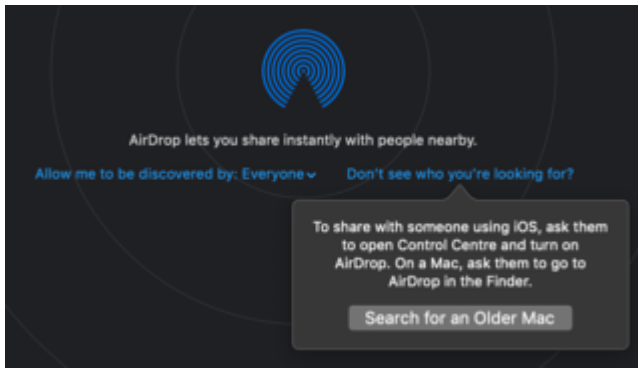 AirDrop lets you share instantly with people nearby.
Allow me to be discovered by: Everyone
Don't see who you're looking for?
To share with someone using iOS, ask them
to open Control Centre and turn on
AirDrop. On a Mac, ask them to go to
AirDrop in the Finder.
Search for an Older Mac